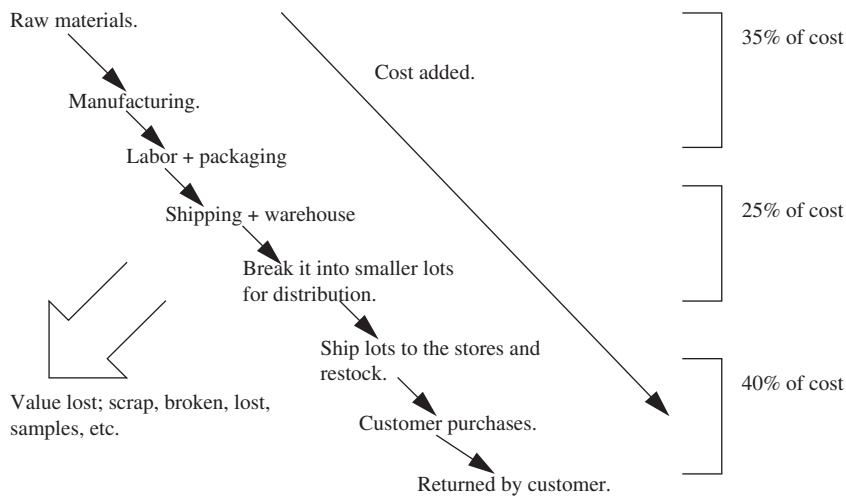 Raw materials.
35% of cost
Cost added.
Manufacturing.
Labor + packaging
Shipping + warehouse
25% of cost
Break it into smaller lots
for distribution.
Ship lots to the stores and
restock.
40% of cost
Value lost; scrap, broken, lost,
samples, etc.
Customer purchases.
Returned by customer.